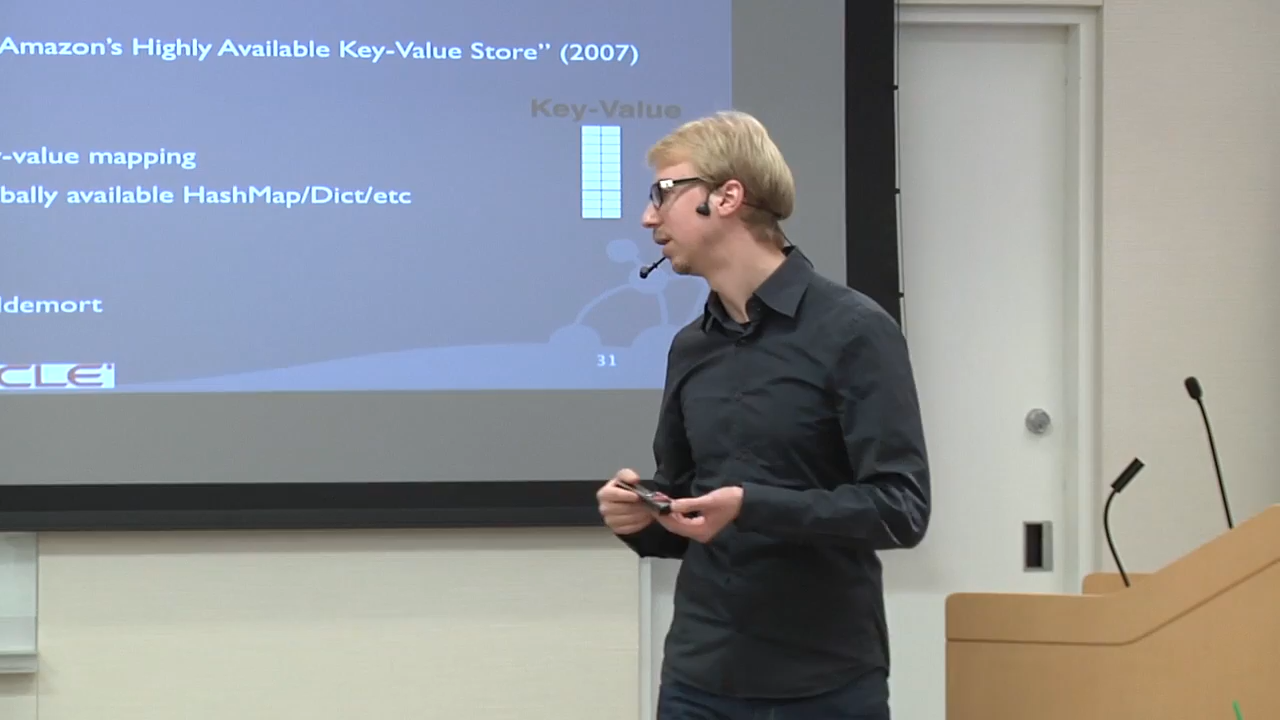 Amazon's Highly Available Key-Value Store” (2007)
Key-Value
-value mapping
bally available HashMap/Dict/etc
ldemort
CLE
31